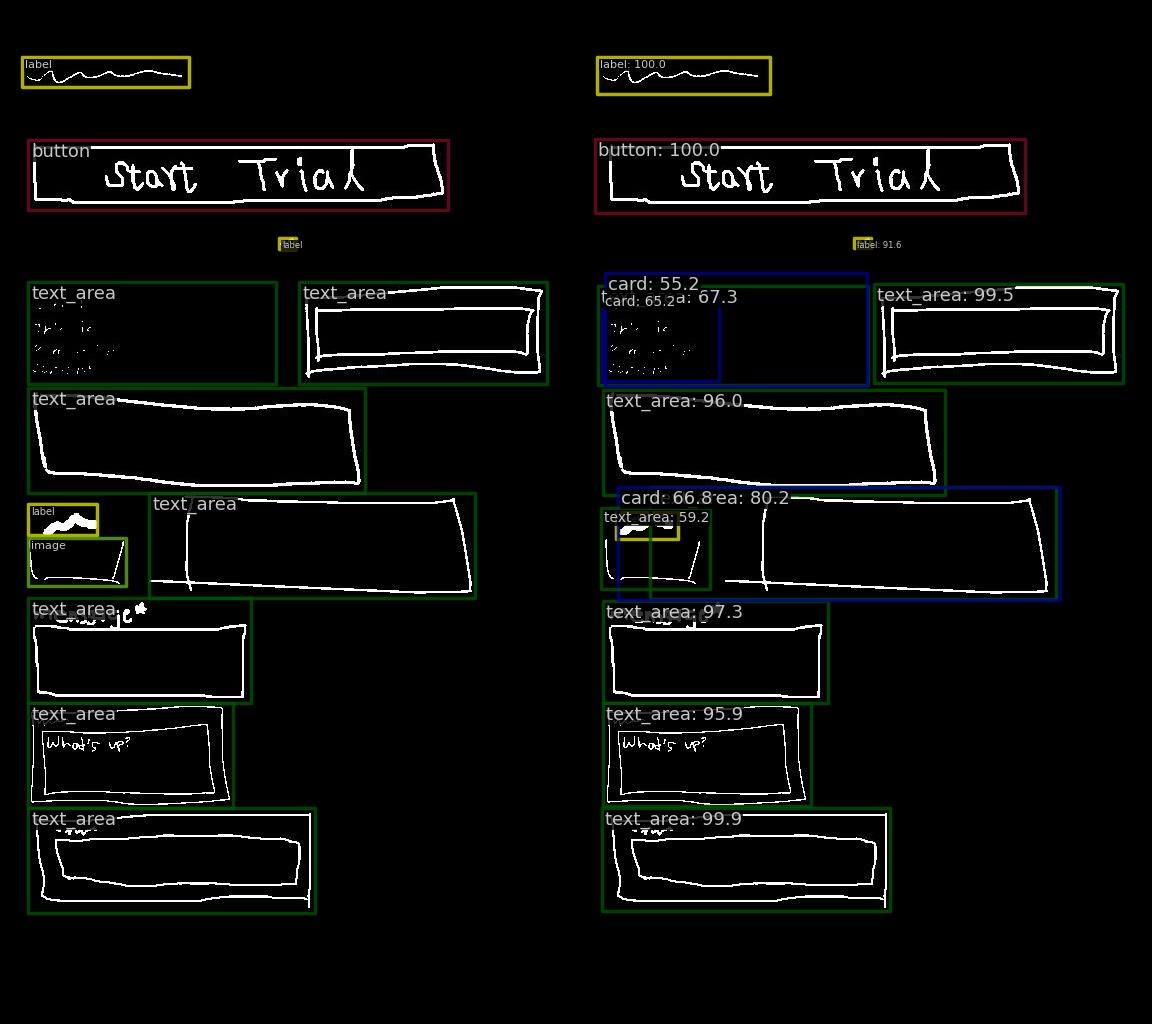 label
label: 100.0
button
button: 100.0
Start Trial
Start Trial
label
label: 91.6
text_area
text_area
card: 55.2
card: 65.2
67.3
text_area: 99.5
text_area
text_area: 96.0
label
text_area
image
card: 66.8
80.2
text_area: 59.2
text_area
text_area: 97.3
text_area
text_area: 95.9
What's up?
What's up?
text_area
text_area: 99.9